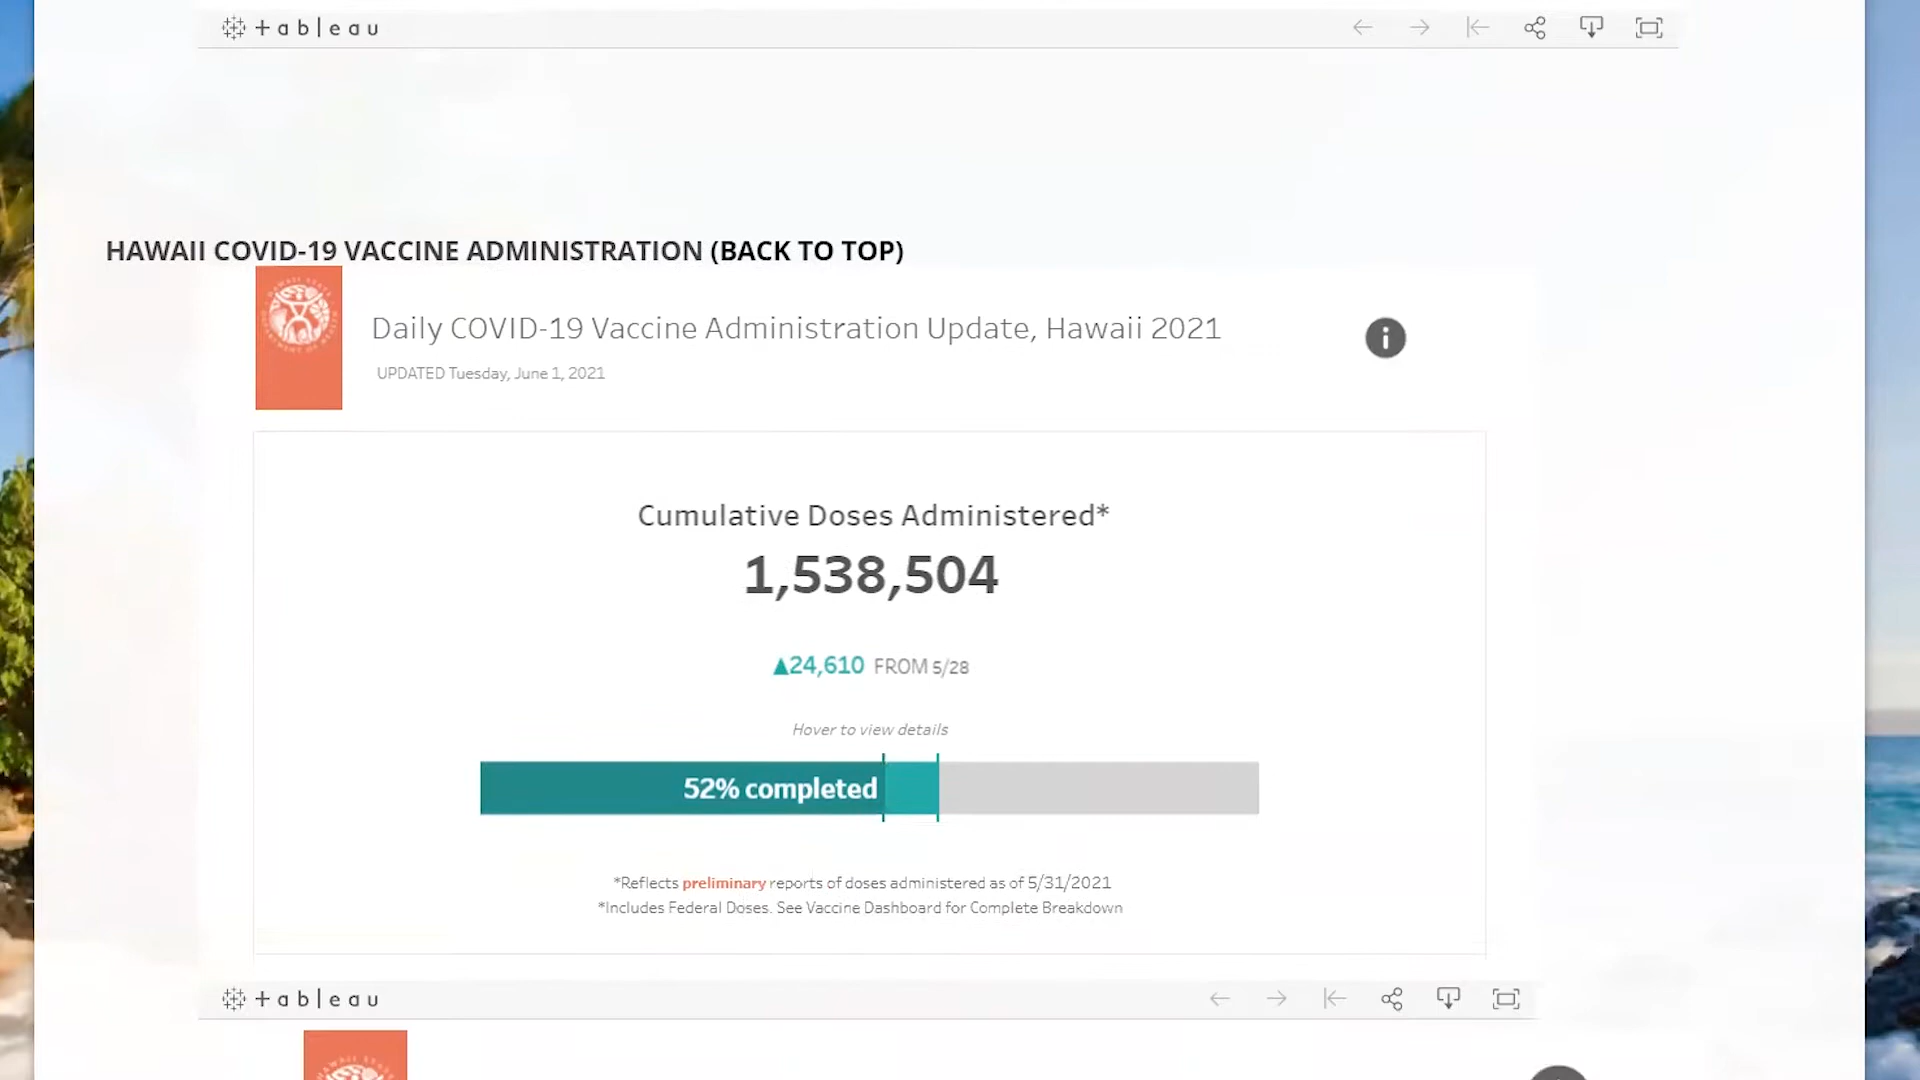 +ableau
HAWAII COVID-19 VACCINE ADMINISTRATION (BACK TO TOP)
Daily COVID-19 Vaccine Administration Update, Hawaii 2021
UPDATED Tuesday, June 1, 2021
Cumulative Doses Administered*
1,538,504
▲24,610 FROM 5/28
Hover to view details
52% completed
*Reflects preliminary reports of doses administered as of 5/31/2021
*Includes Federal Doses. See Vaccine Dashboard for Complete Breakdown
+ableau